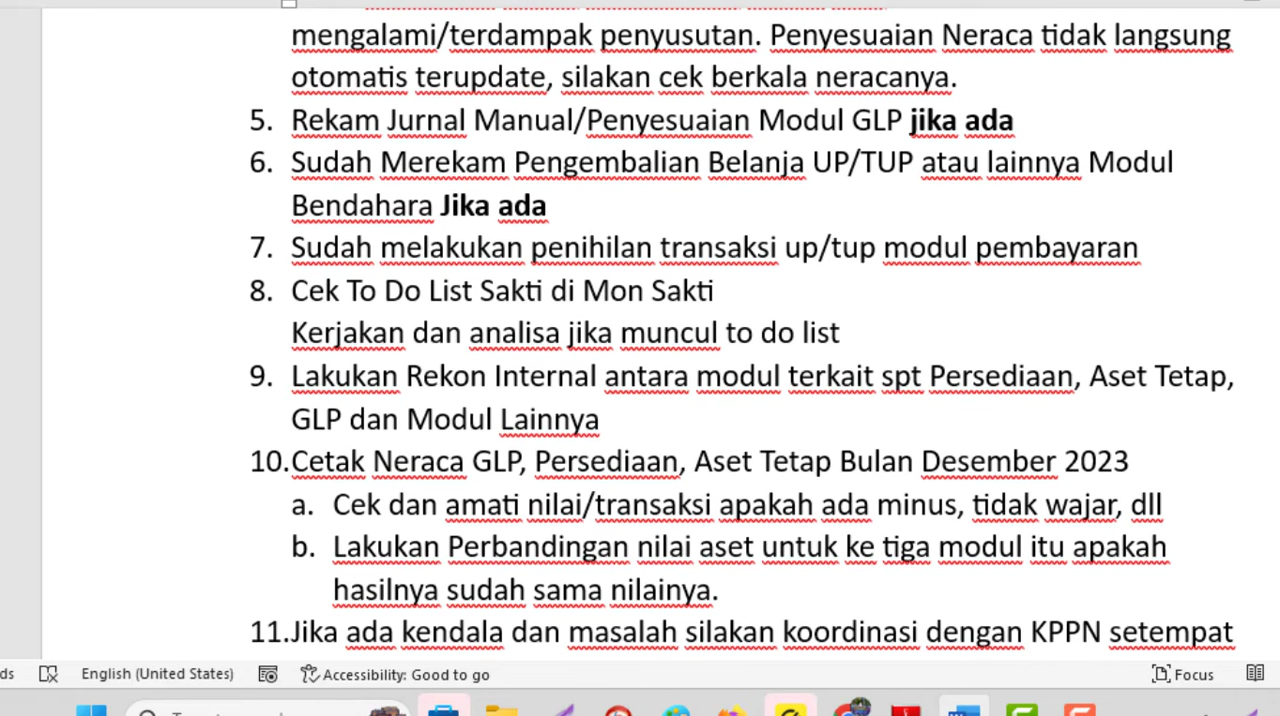 mengalami/terdampak penyusutan. Penyesuaian Neraca tidak langsung
otomatis terupdate, silakan cek berkala neracanya.
5. Rekam Jurnal Manual/Penyesuaian Modul GLP jika ada
6. Sudah Merekam Pengembalian Belanja UP/TUP atau lainnya Modul
Bendahara Jika ada
7. Sudah melakukan penihilan transaksi up/tup modul pembayaran
8. Cek To Do List Sakti di Mon Sakti
Kerjakan dan analisa jika muncul to do list
9. Lakukan Rekon Internal antara modul terkait spt Persediaan, Aset Tetap,
GLP dan Modul Lainnya
10.Cetak Neraca GLP, Persediaan, Aset Tetap Bulan Desember 2023
a. Cek dan amati nilai/transaksi apakah ada minus, tidak wajar, dll
b. Lakukan Perbandingan nilai aset untuk ke tiga modul itu apakah
hasilnya sudah sama nilainya.
11.Jika ada kendala dan masalah silakan koordinasi dengan KPPN setempat
ds English (United States) Accessibility: Good to go Focus